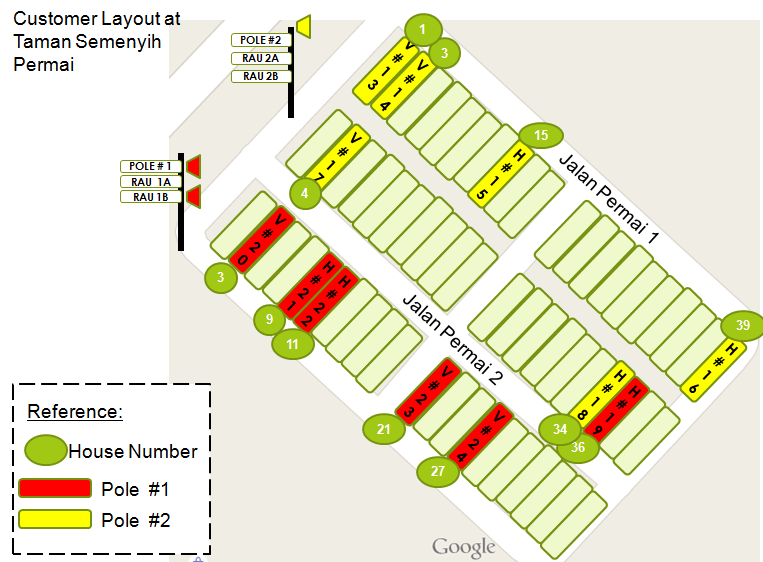 Customer Layout at
Taman Semenyih
Permai
POLE #2
RAU 2A
RAU 2B
POLE # 1
RAU 1A
RAU 1B
1
3
15
4
3
9
11
21
27
34
36
39
V#13
V#14
H#15
H#16
V#17
H#18
H#19
V#20
H#21
H#22
V#23
V#24
Jalan Permai 1
Jalan Permai 2
Reference:
House Number
Pole #1
Pole #2
Google